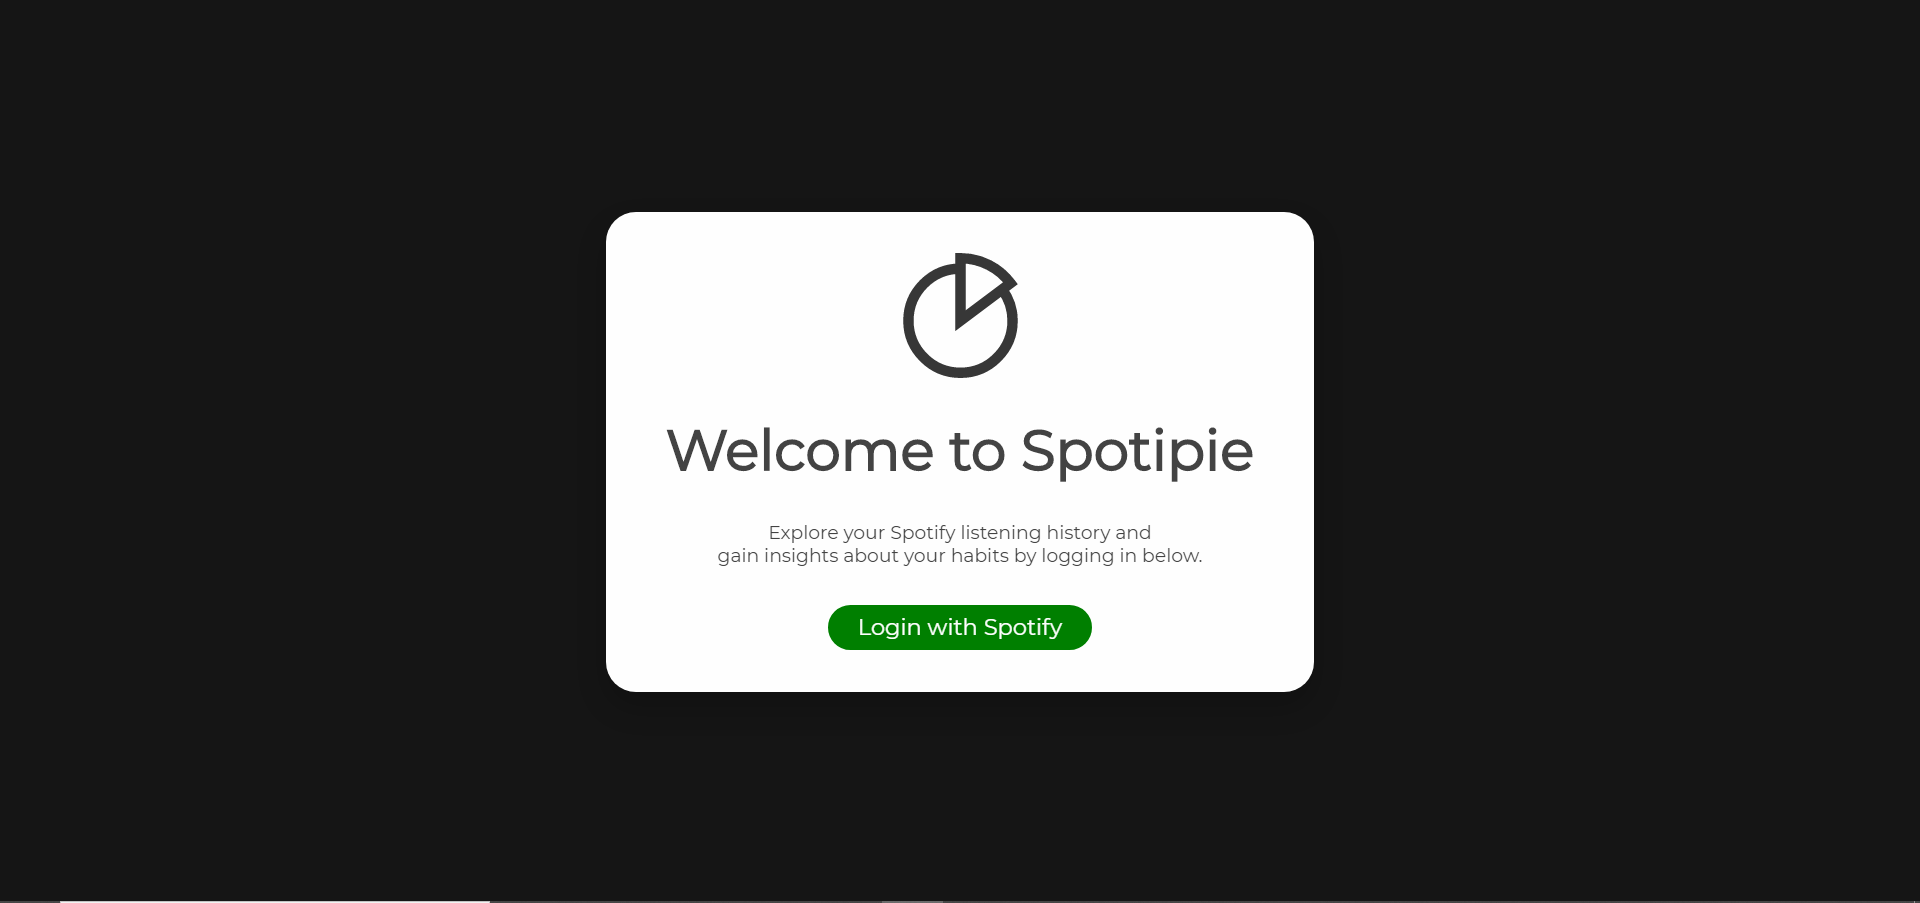 Welcome to Spotipie
Explore your Spotify listening history and
gain insights about your habits by logging in below.
Login with Spotify